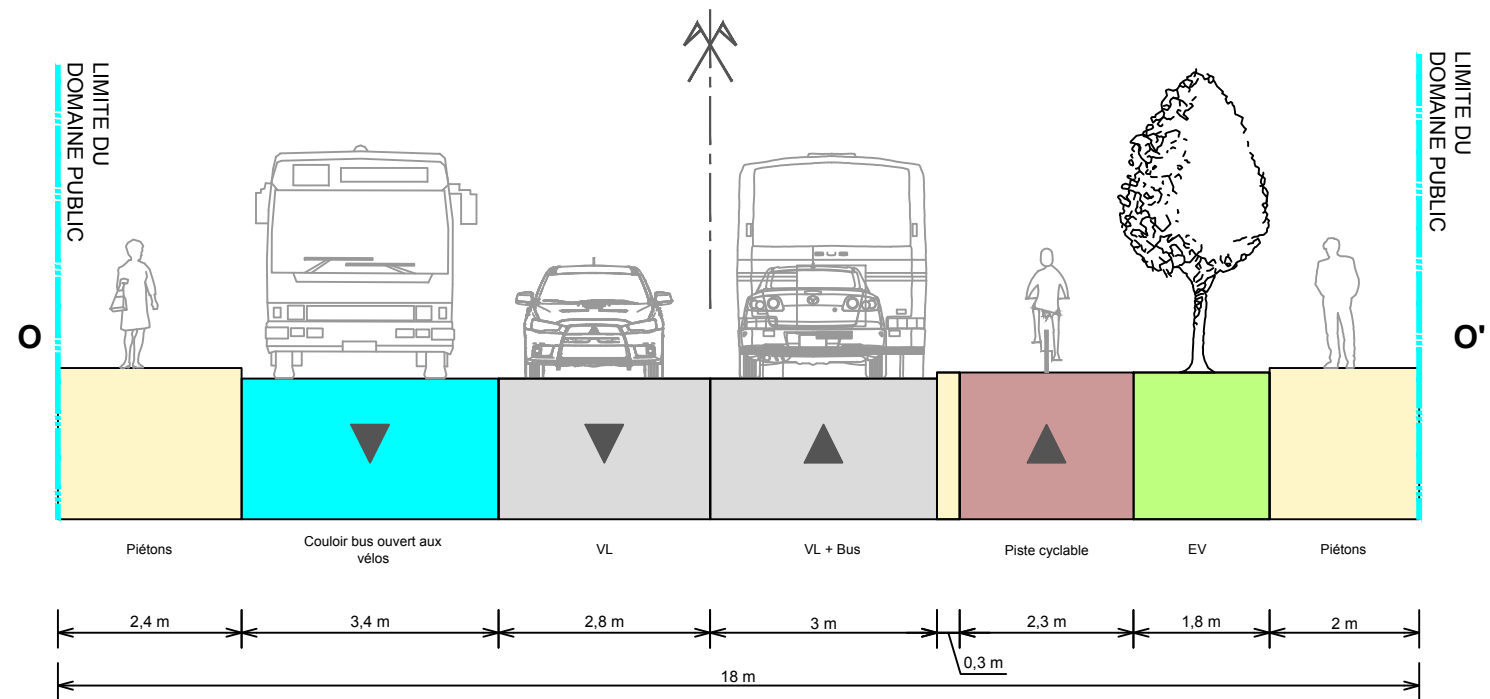 LIMITE DU
DOMAINE PUBLIC
LIMITE DU
DOMAINE PUBLIC
O
O'
Piétons
Couloir bus ouvert aux
vélos
VL
VL + Bus
Piste cyclable
EV
Piétons
2,4 m
3,4 m
2,8 m
3 m
2,3 m
1,8 m
2 m
0,3 m
18 m